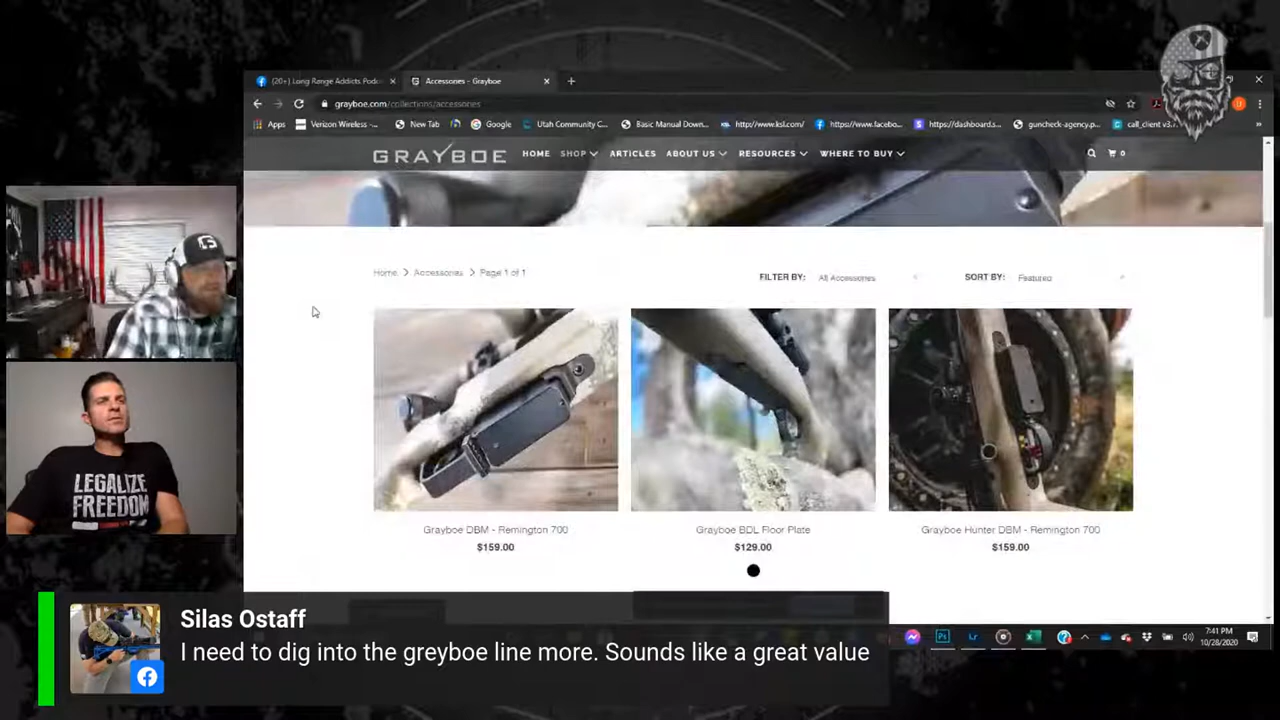 (20+) Long Range Addicts Podc
Accessories – Grayboe
grayboe.com/collections/accessories
Apps
Verizon Wireless -...
New Tab
Google
Utah Community C...
Basic Manual Down...
http://www.ksl.com/
https://www.facebo...
https://dashboard.s...
guncheck-agency.p...
call_client v3.7
GRAYBOE
HOME
SHOP
ARTICLES
ABOUT US
RESOURCES
WHERE TO BUY
0
Home
Accessories
Page 1 of 1
FILTER BY:
All Accessories
SORT BY:
Featured
Grayboe DBM - Remington 700
$159.00
Grayboe BDL Floor Plate
$129.00
Grayboe Hunter DBM - Remington 700
$159.00
LEGALIZE
FREEDOM
Silas Ostaff
I need to dig into the greyboe line more. Sounds like a great value
7:41 PM
10/28/2020